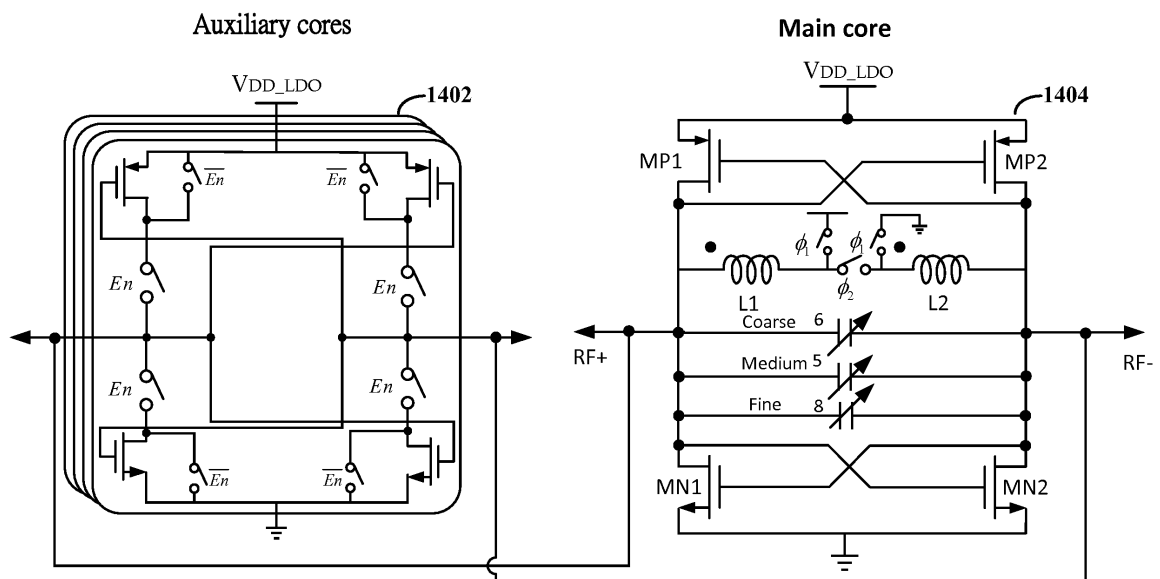 Auxiliary cores
Main core
VDD_LDO
1402
VDD_LDO
1404
En
En
MP1
MP2
En
En
ϕ1
ϕ1
ϕ2
L1
L2
Coarse 6
RF+
RF-
Medium 5
En
En
Fine 8
En
En
MN1
MN2